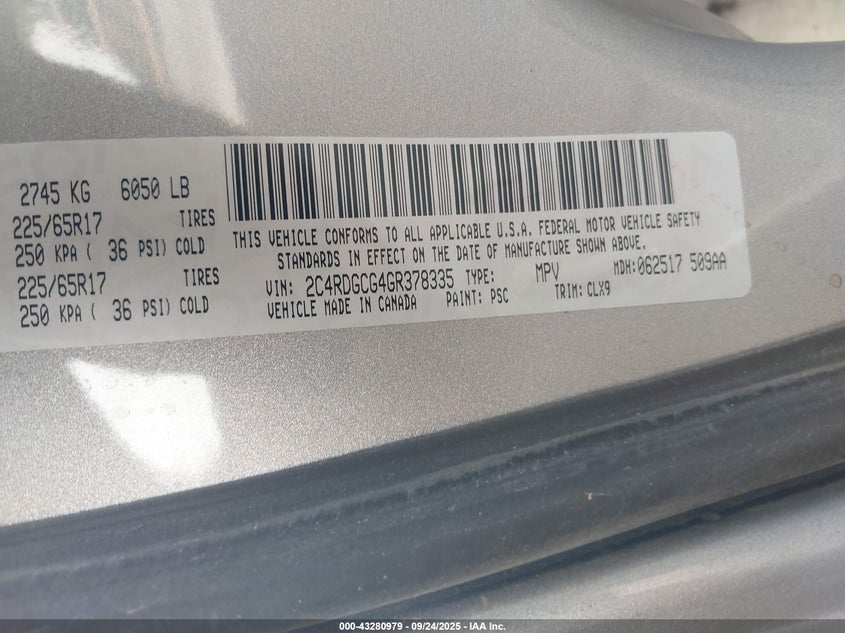 2745 KG 6050 LB
225/65R17 TIRES
250 KPA ( 36 PSI) COLD
225/65R17 TIRES
250 KPA ( 36 PSI) COLD
THIS VEHICLE CONFORMS TO ALL APPLICABLE U.S.A. FEDERAL MOTOR VEHICLE SAFETY
STANDARDS IN EFFECT ON THE DATE OF MANUFACTURE SHOWN ABOVE.
VIN: 2C4RDGCG4GR378335 TYPE: MPV MDH:062517 509AA
VEHICLE MADE IN CANADA PAINT: PSC TRIM: CLX9
000-43280979 - 09/24/2025 - IAA Inc.